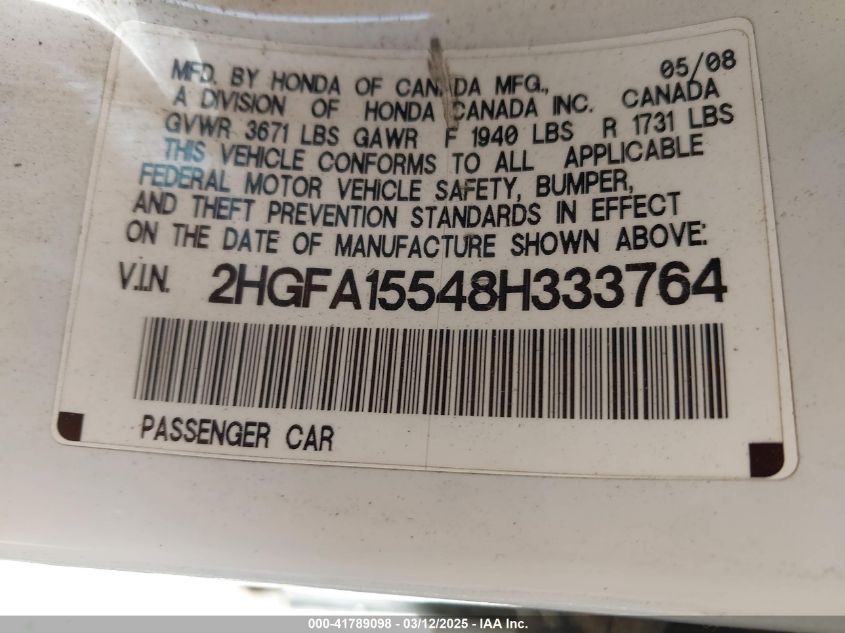 MFD. BY HONDA OF CANADA MFG., 05/08
A DIVISION OF HONDA CANADA INC. CANADA
GVWR 3671 LBS GAWR F 1940 LBS R 1731 LBS
THIS VEHICLE CONFORMS TO ALL APPLICABLE
FEDERAL MOTOR VEHICLE SAFETY, BUMPER,
AND THEFT PREVENTION STANDARDS IN EFFECT
ON THE DATE OF MANUFACTURE SHOWN ABOVE:
V.I.N. 2HGFA15548H333764
PASSENGER CAR
000-41789098 - 03/12/2025 - IAA Inc.